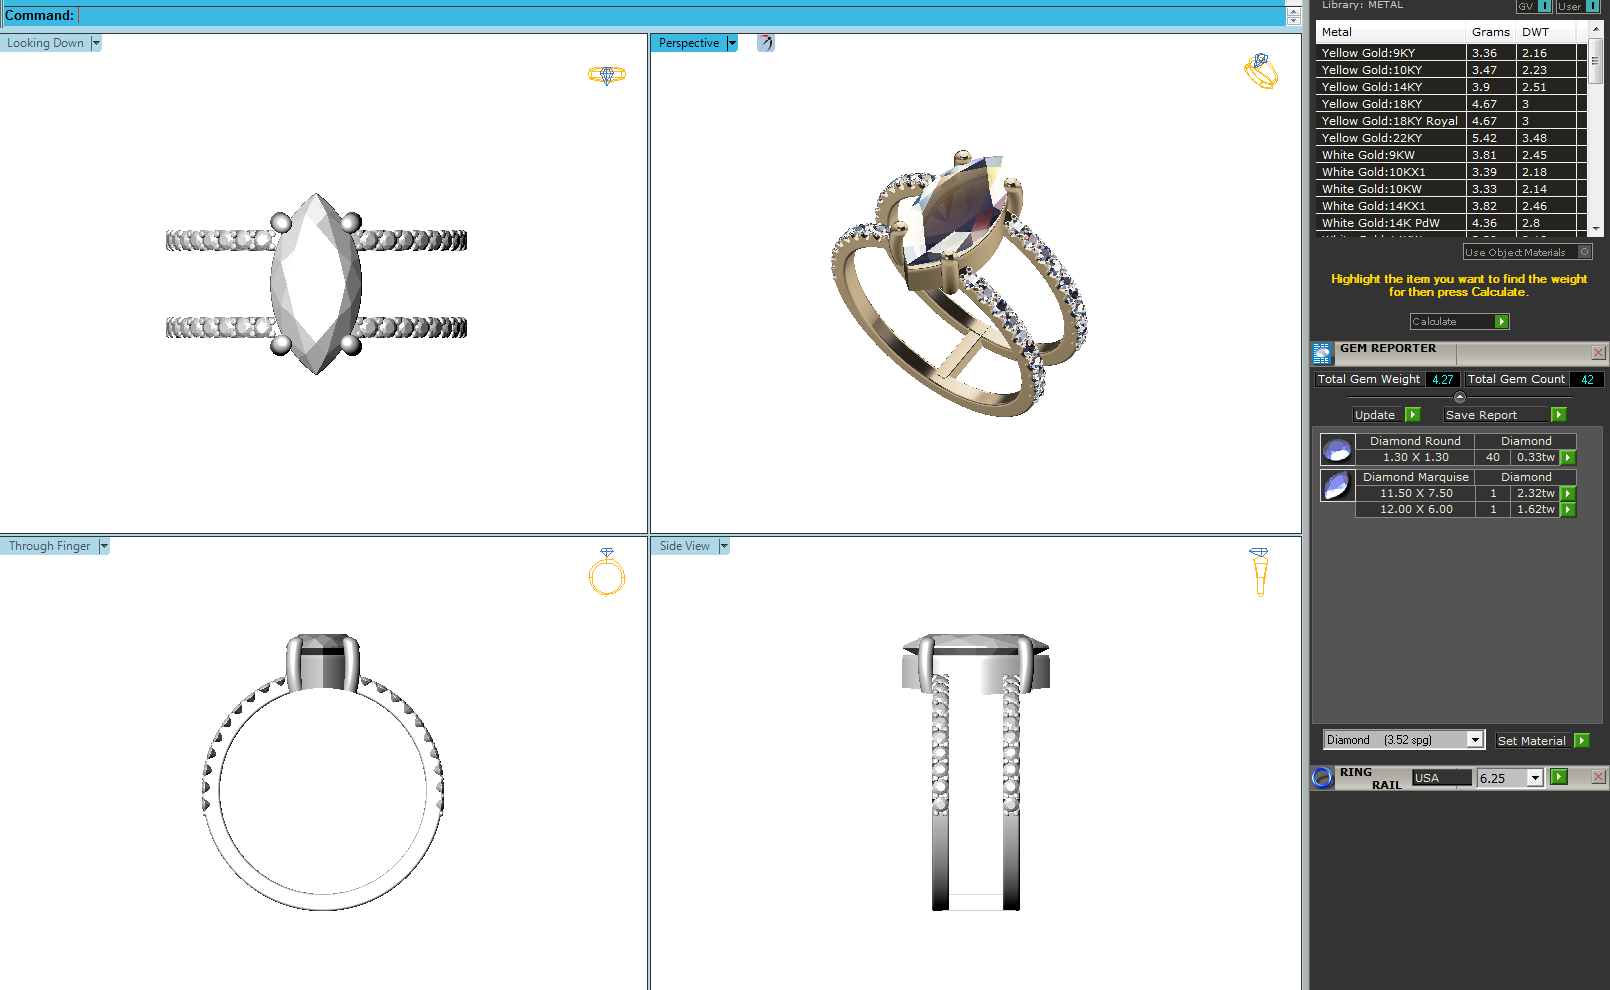 Command:
Looking Down
Perspective
Through Finger
Side View
Library: METAL
GV I User I
Metal Grams DWT
Yellow Gold:9KY 3.36 2.16
Yellow Gold:10KY 3.47 2.23
Yellow Gold:14KY 3.9 2.51
Yellow Gold:18KY 4.67 3
Yellow Gold:18KY Royal 4.67 3
Yellow Gold:22KY 5.42 3.48
White Gold:9KW 3.81 2.45
White Gold:10KX1 3.39 2.18
White Gold:10KW 3.33 2.14
White Gold:14KX1 3.82 2.46
White Gold:14K PdW 4.36 2.8
Use Object Materials
Highlight the item you want to find the weight
for then press Calculate.
Calculate
GEM REPORTER
Total Gem Weight 4.27 Total Gem Count 42
Update Save Report
Diamond Round Diamond
1.30 X 1.30 40 0.33tw
Diamond Marquise Diamond
11.50 X 7.50 1 2.32tw
12.00 X 6.00 1 1.62tw
Diamond (3.52 spg) Set Material
RING RAIL USA 6.25